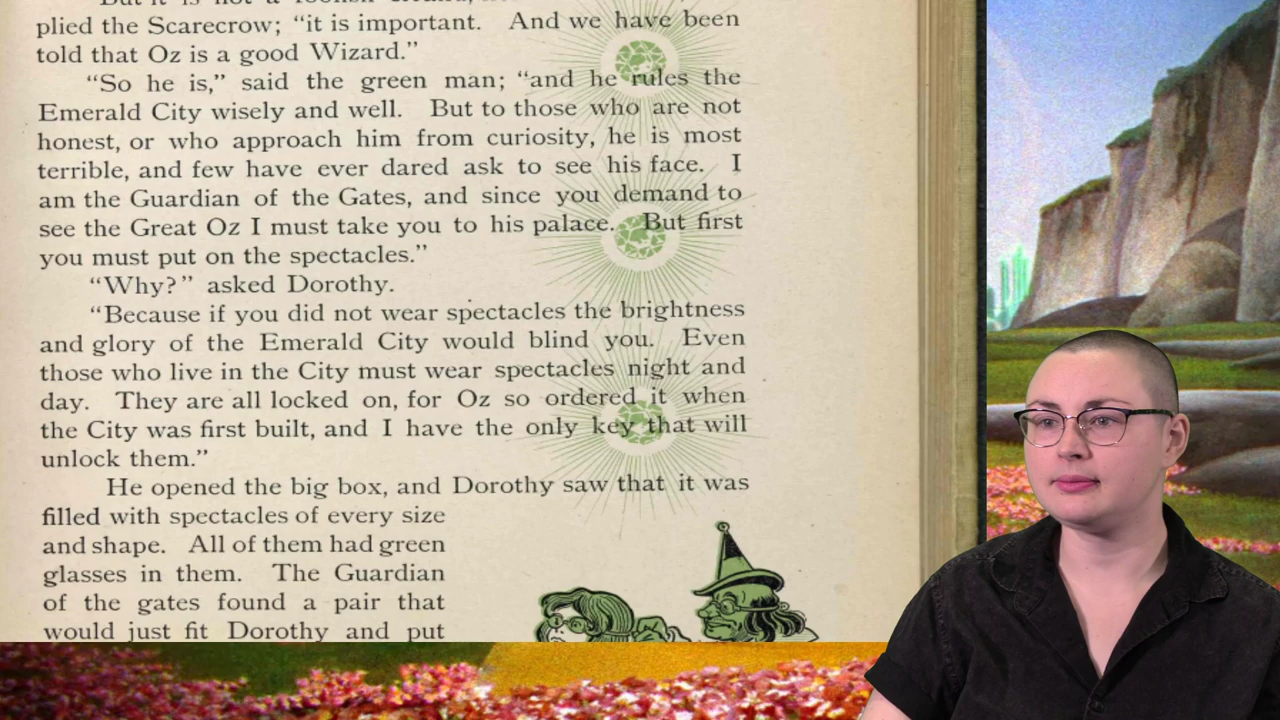 But it is not a foolish
plied the Scarecrow; “it is important. And we have been
told that Oz is a good Wizard.”
“So he is,” said the green man; “and he rules the
Emerald City wisely and well. But to those who are not
honest, or who approach him from curiosity, he is most
terrible, and few have ever dared ask to see his face. I
am the Guardian of the Gates, and since you demand to
see the Great Oz I must take you to his palace. But first
you must put on the spectacles.”
“Why?” asked Dorothy.
“Because if you did not wear spectacles the brightness
and glory of the Emerald City would blind you. Even
those who live in the City must wear spectacles night and
day. They are all locked on, for Oz so ordered it when
the City was first built, and I have the only key that will
unlock them.”
He opened the big box, and Dorothy saw that it was
filled with spectacles of every size
and shape. All of them had green
glasses in them. The Guardian
of the gates found a pair that
would just fit Dorothy and put